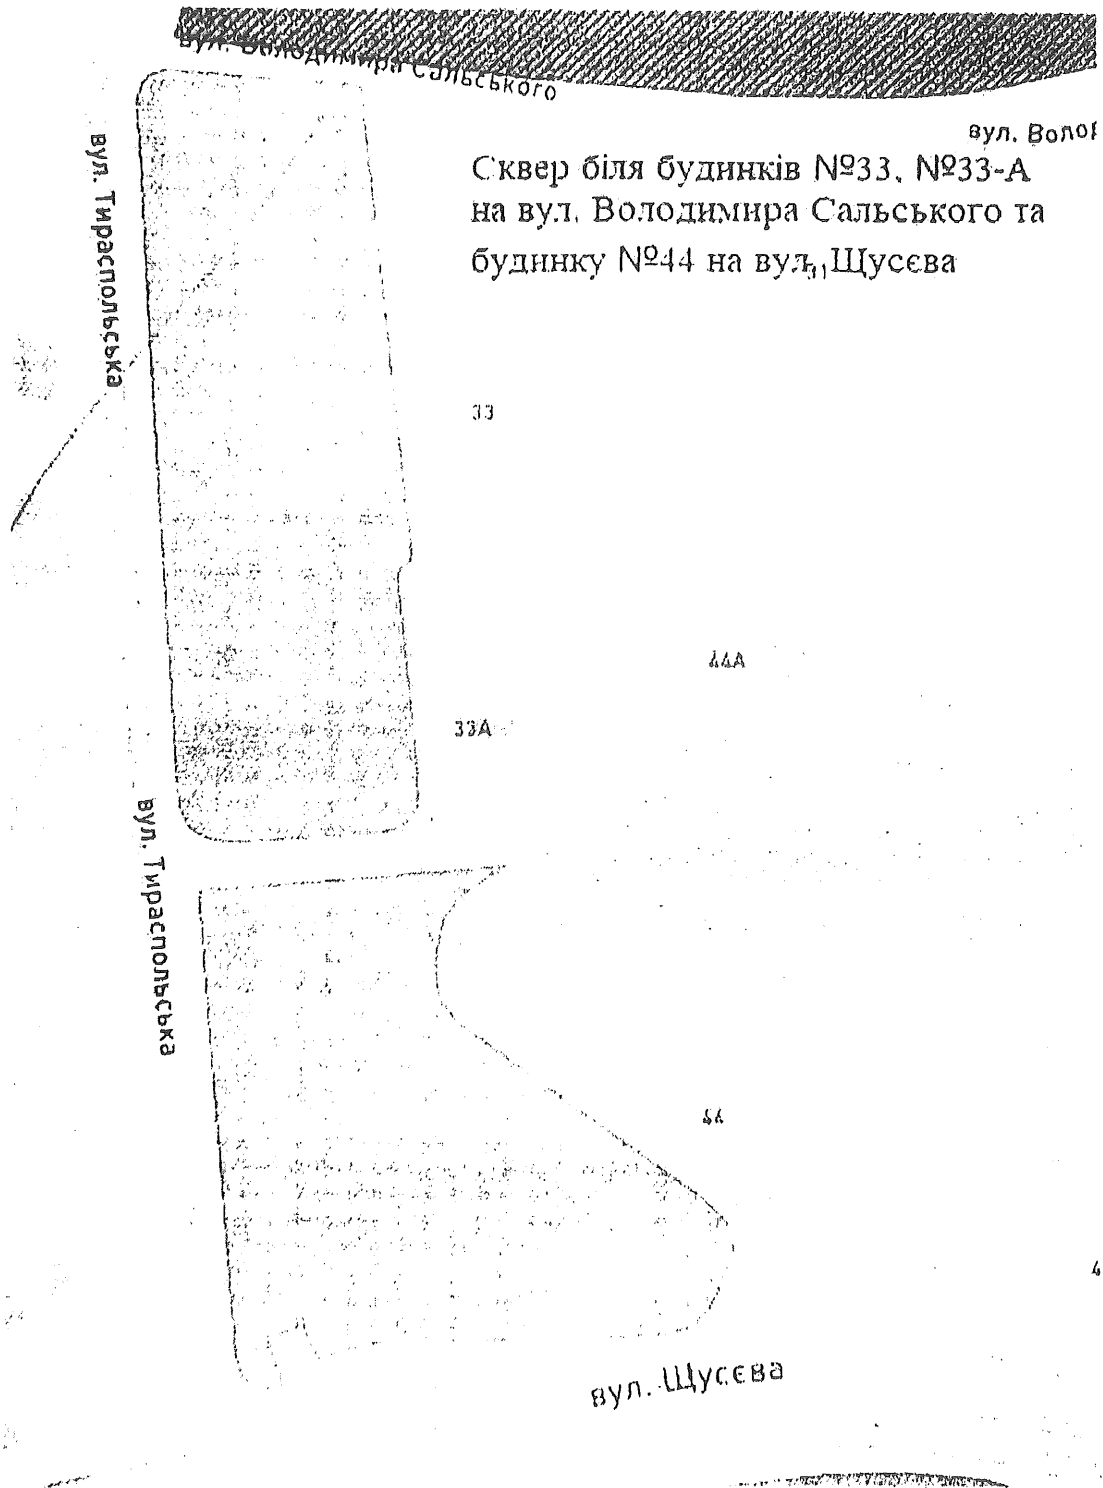 вул. Володимира Сальського
вул. Воло
вул. Тираспольська
Сквер біля будинків №33, №33-А
на вул. Володимира Сальського та
будинку №44 на вул. Щусєва
33
44А
33А
вул. Тираспольська
44
4
вул. Щусєва